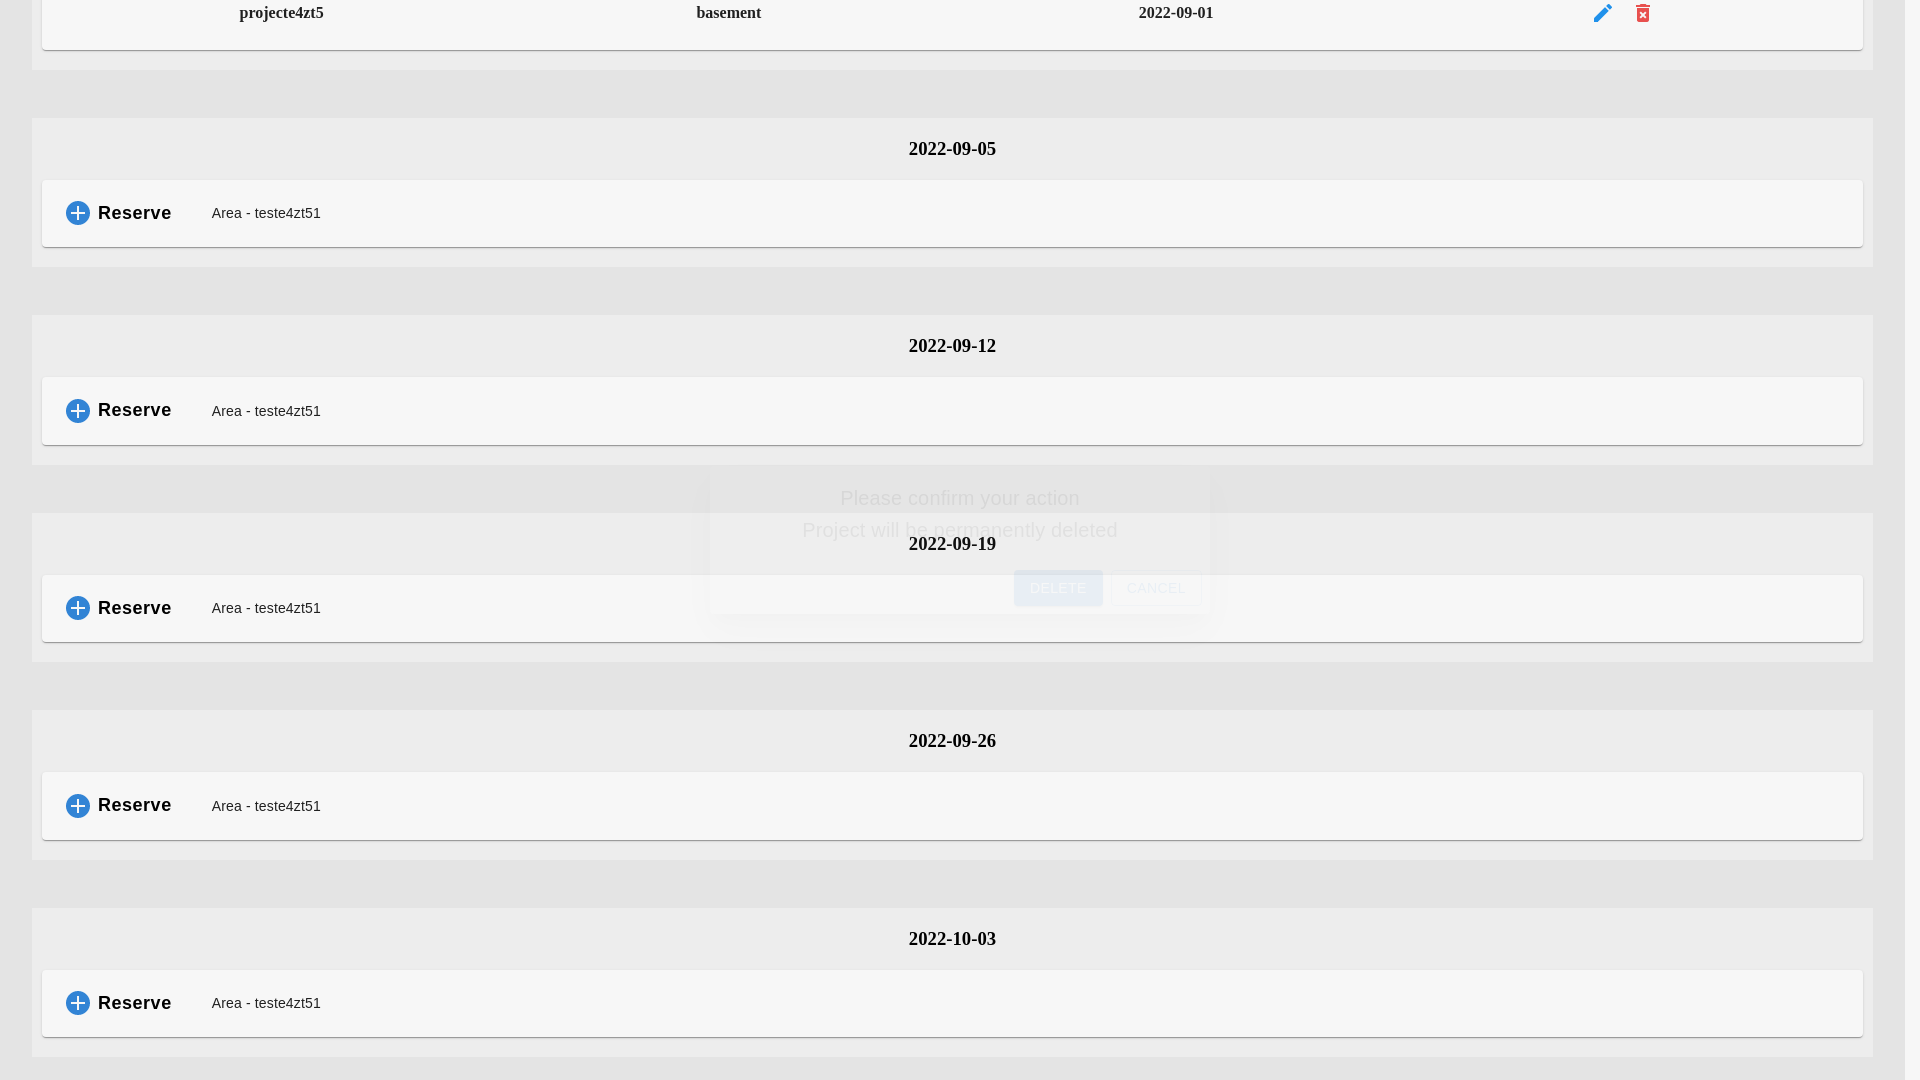 projecte4zt5 basement 2022-09-01
2022-09-05
Reserve Area - teste4zt51
2022-09-12
Reserve Area - teste4zt51
Please confirm your action
Project will be permanently deleted
2022-09-19
DELETE CANCEL
Reserve Area - teste4zt51
2022-09-26
Reserve Area - teste4zt51
2022-10-03
Reserve Area - teste4zt51